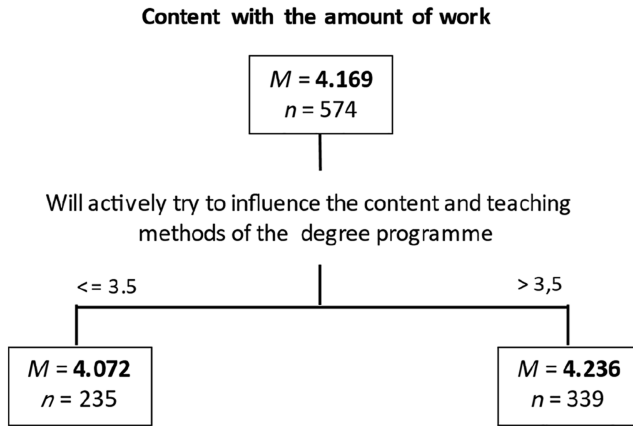 Content with the amount of work
M = 4.169
n = 574
Will actively try to influence the content and teaching
methods of the degree programme
<= 3.5
> 3,5
M = 4.072
n = 235
M = 4.236
n = 339